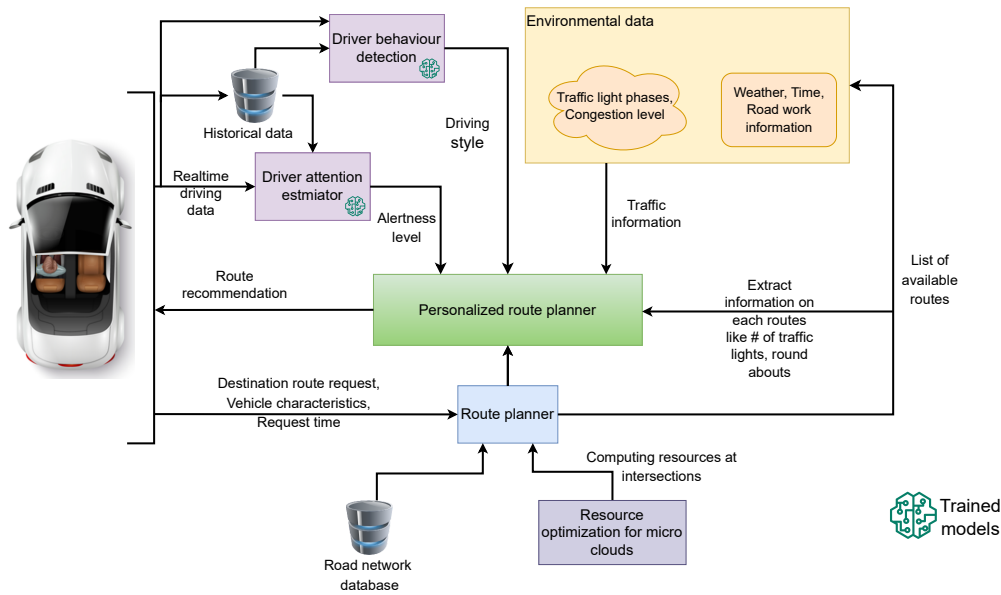 Driver behaviour
detection
Environmental data
Traffic light phases,
Congestion level
Weather, Time,
Road work
information
Historical data
Driving
style
Realtime
driving
data
Driver attention
estmiator
Alertness
level
Traffic
information
List of
available
routes
Route
recommendation
Personalized route planner
Extract
information on
each routes
like # of traffic
lights, round
abouts
Destination route request,
Vehicle characteristics,
Request time
Route planner
Computing resources at
intersections
Resource
optimization for micro
clouds
Road network
database
Trained
models